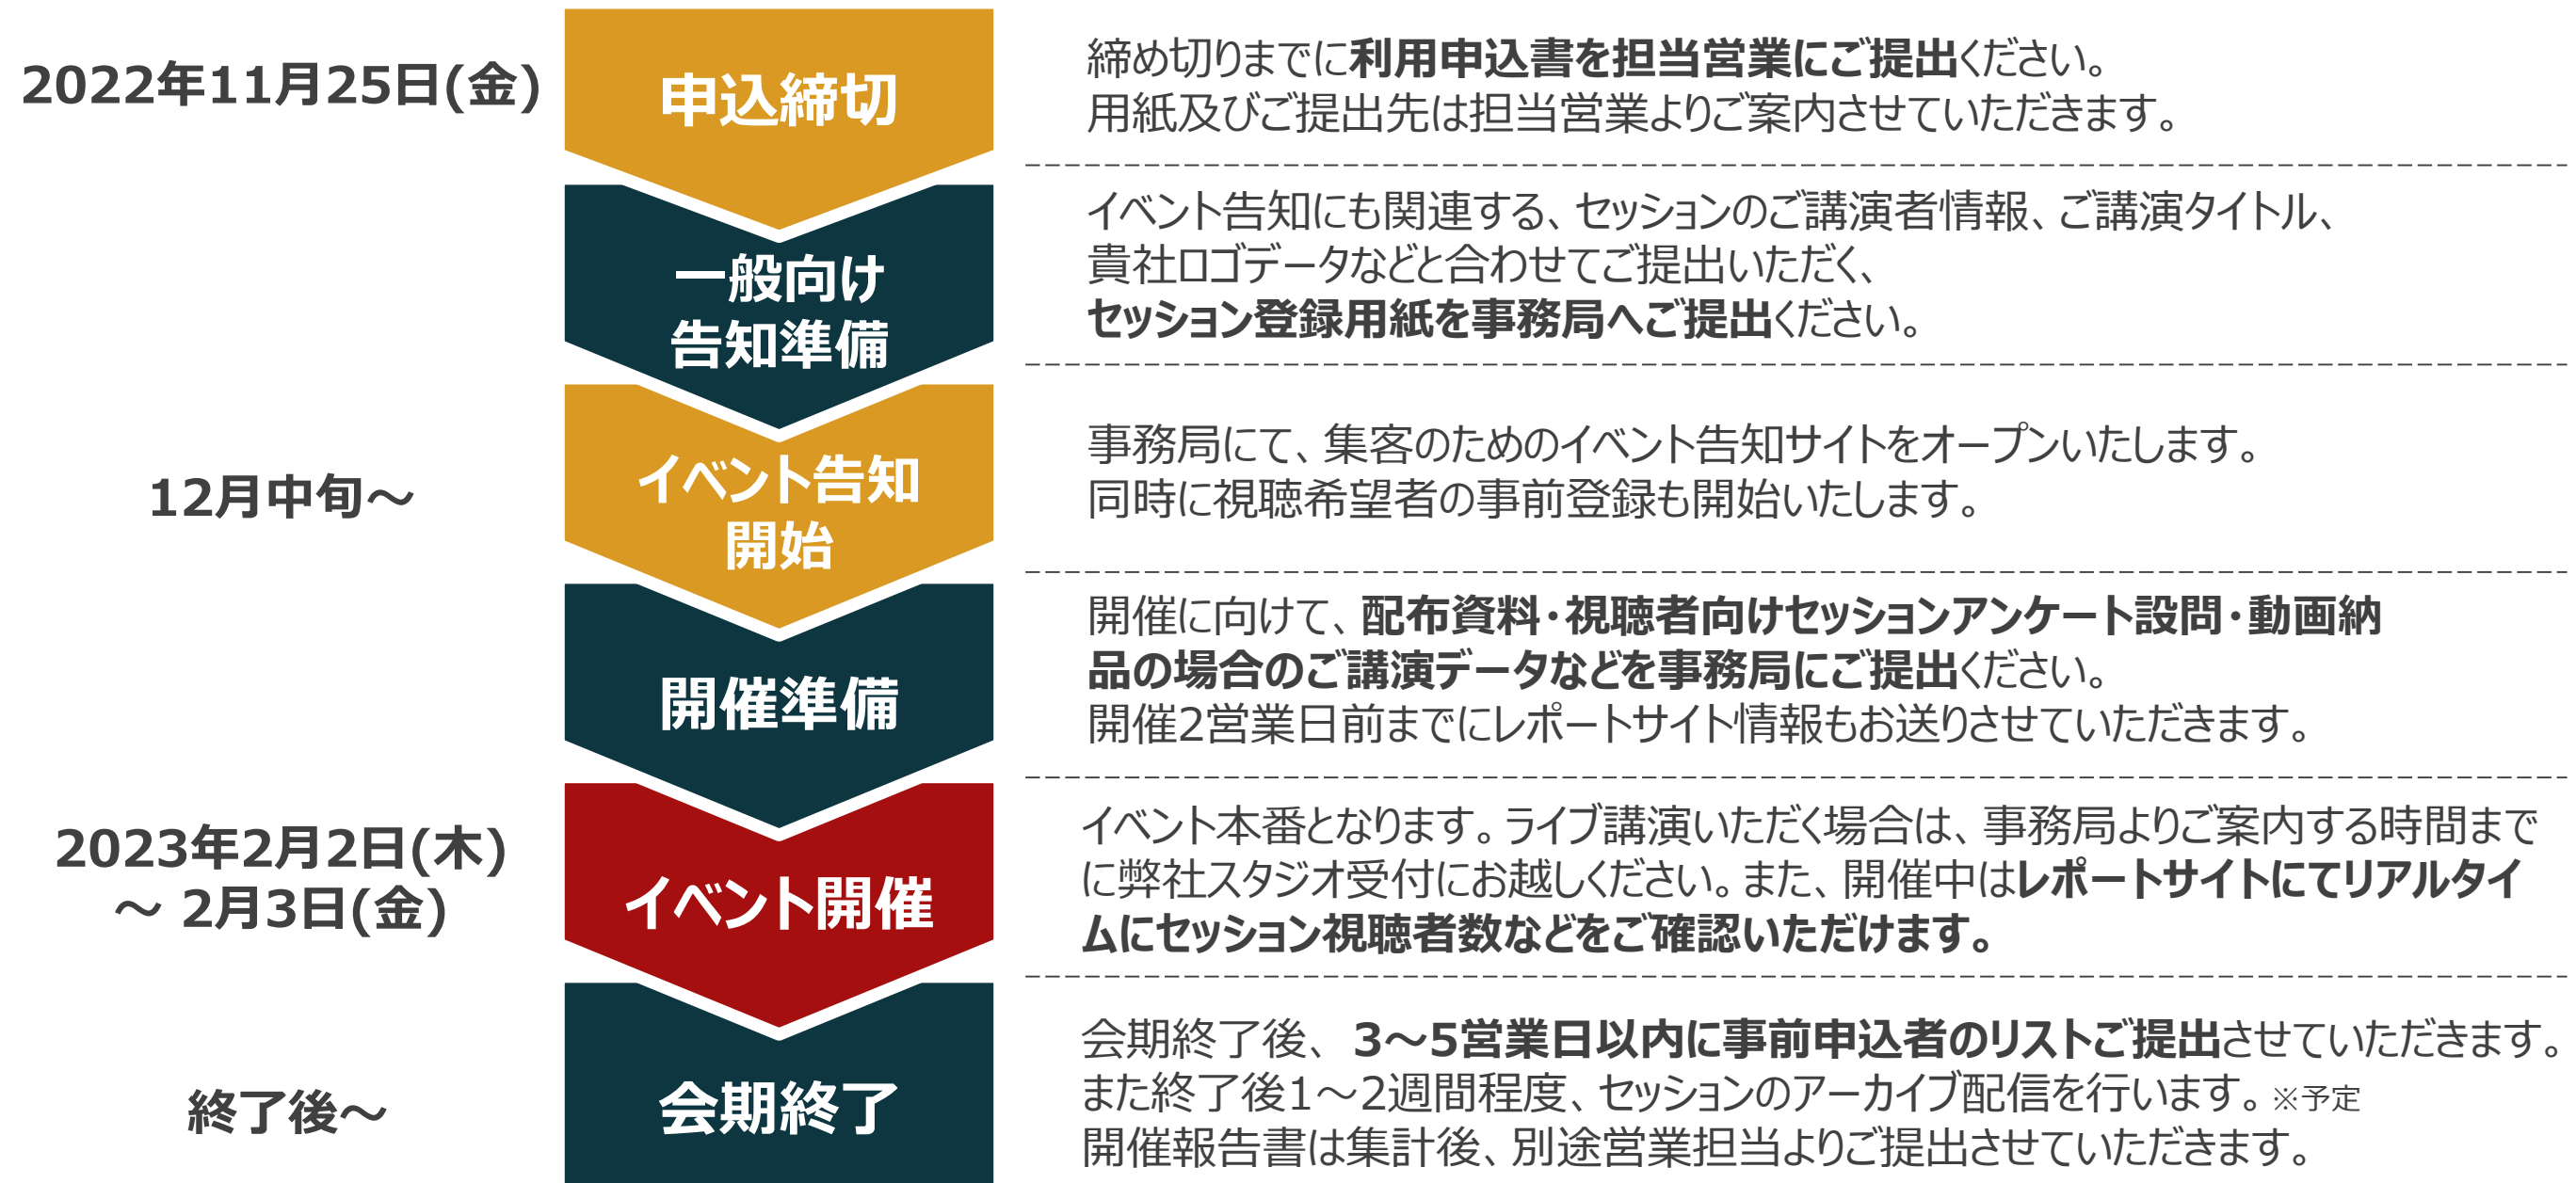 2022年11月25日(金)
申込締切
締め切りまでに利用申込書を担当営業にご提出ください。
用紙及びご提出先は担当営業よりご案内させていただきます。
一般向け
告知準備
イベント告知にも関連する、セッションのご講演者情報、ご講演タイトル、
貴社ロゴデータなどと合わせてご提出いただく、
セッション登録用紙を事務局へご提出ください。
12月中旬～
イベント告知
開始
事務局にて、集客のためのイベント告知サイトをオープンいたします。
同時に視聴希望者の事前登録も開始いたします。
開催準備
開催に向けて、配布資料・視聴者向けセッションアンケート設問・動画納
品の場合のご講演データなどを事務局にご提出ください。
開催2営業日前までにレポートサイト情報もお送りさせていただきます。
2023年2月2日(木)
～ 2月3日(金)
イベント開催
イベント本番となります。ライブ講演いただく場合は、事務局よりご案内する時間まで
に弊社スタジオ受付にお越しください。また、開催中はレポートサイトにてリアルタイ
ムにセッション視聴者数などをご確認いただけます。
終了後～
会期終了
会期終了後、3～5営業日以内に事前申込者のリストご提出させていただきます。
また終了後1～2週間程度、セッションのアーカイブ配信を行います。※予定
開催報告書は集計後、別途営業担当よりご提出させていただきます。